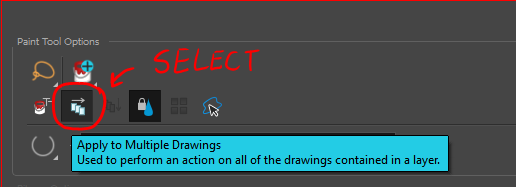 Paint Tool Options
SELECT
Apply to Multiple Drawings
Used to perform an action on all of the drawings contained in a layer.